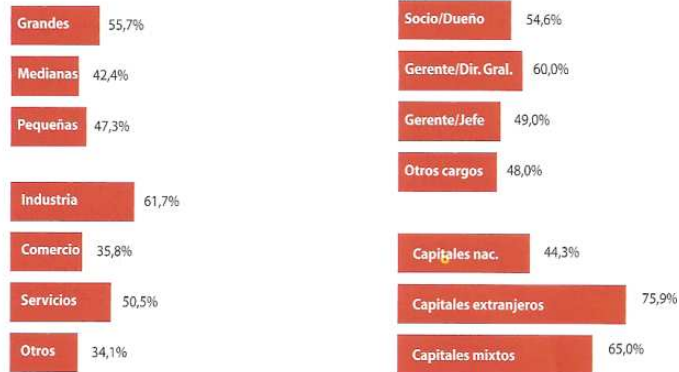 Grandes 55,7%
Medianas 42,4%
Pequeñas 47,3%
Industria 61,7%
Comercio 35,8%
Servicios 50,5%
Otros 34,1%
Socio/Dueño 54,6%
Gerente/Dir. Gral. 60,0%
Gerente/Jefe 49,0%
Otros cargos 48,0%
Capitales nac. 44,3%
Capitales extranjeros 75,9%
Capitales mixtos 65,0%